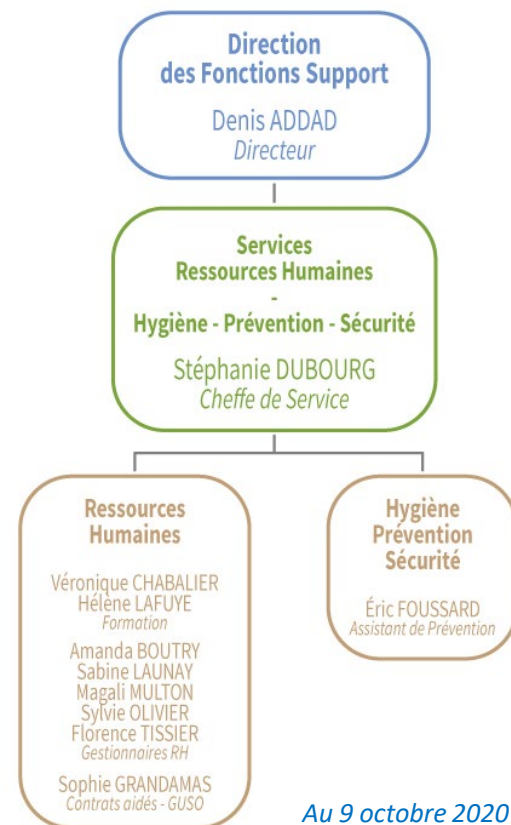 Direction
des Fonctions Support
Denis ADDAD
Directeur
Services
Ressources Humaines
-
Hygiène - Prévention - Sécurité
Stéphanie DUBOURG
Cheffe de Service
Ressources
Humaines
Véronique CHABALIER
Hélène LAFUYE
Formation
Amanda BOUTRY
Sabine LAUNAY
Magali MULTON
Sylvie OLIVIER
Florence TISSIER
Gestionnaires RH
Sophie GRANDAMAS
Contrats aidés - GUSO
Hygiène
Prévention
Sécurité
Éric FOUSSARD
Assistant de Prévention
Au 9 octobre 2020